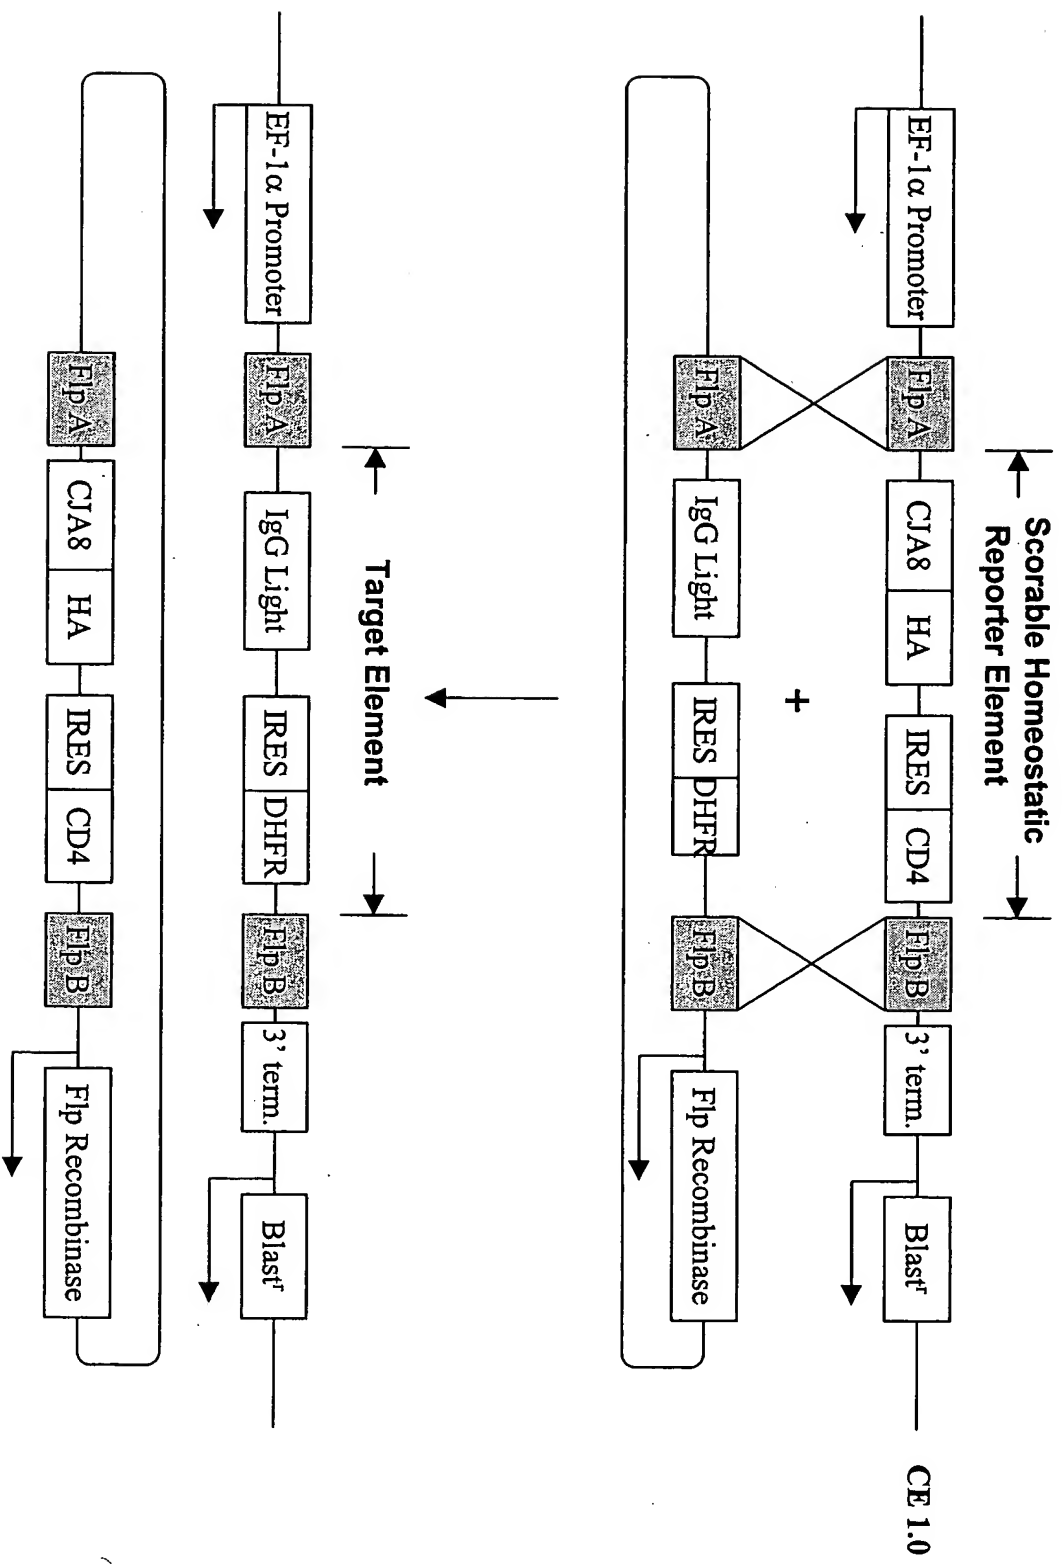 Scorable Homeostatic
Reporter Element
EF-1α Promoter
Flp A
CJA8
HA
IRES
CD4
Flp B
3’ term.
Blastʳ
CE 1.0
+
Flp A
IgG Light
IRES
DHFR
Flp B
Flp Recombinase
Target Element
EF-1α Promoter
Flp A
IgG Light
IRES
DHFR
Flp B
3’ term.
Blastʳ
Flp A
CJA8
HA
IRES
CD4
Flp B
Flp Recombinase